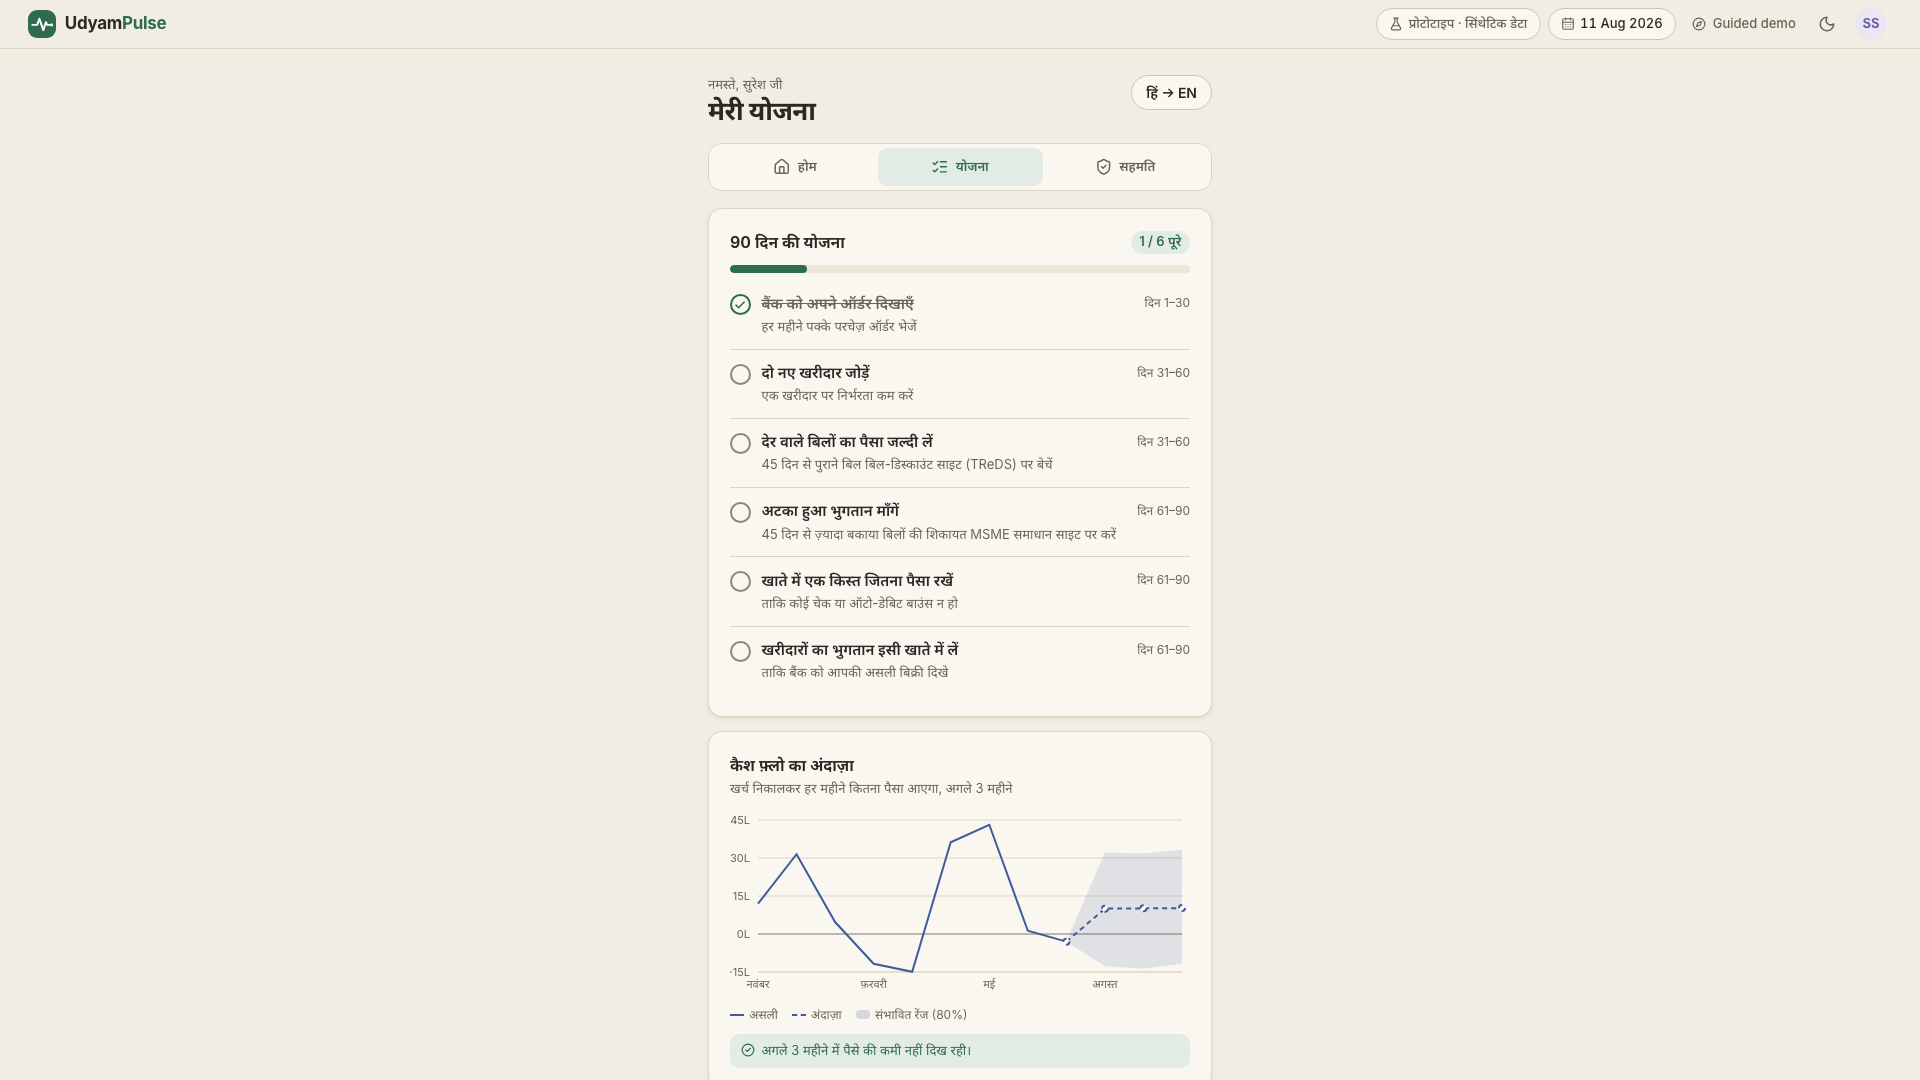 UdyamPulse
प्रोटोटाइप · सिंथेटिक डेटा
11 Aug 2026
Guided demo
SS
नमस्ते, सुरेश जी
मेरी योजना
हिं → EN
होम
योजना
सहमति
90 दिन की योजना
1 / 6 पूरे
बैंक को अपने ऑर्डर दिखाएँ
दिन 1–30
हर महीने पक्के परचेज़ ऑर्डर भेजें
दो नए खरीदार जोड़ें
दिन 31–60
एक खरीदार पर निर्भरता कम करें
देर वाले बिलों का पैसा जल्दी लें
दिन 31–60
45 दिन से पुराने बिल बिल-डिस्काउंट साइट (TReDS) पर बेचें
अटका हुआ भुगतान माँगें
दिन 61–90
45 दिन से ज़्यादा बकाया बिलों की शिकायत MSME समाधान साइट पर करें
खाते में एक किस्त जितना पैसा रखें
दिन 61–90
ताकि कोई चेक या ऑटो-डेबिट बाउंस न हो
खरीदारों का भुगतान इसी खाते में लें
दिन 61–90
ताकि बैंक को आपकी असली बिक्री दिखे
कैश फ़्लो का अंदाज़ा
खर्च निकालकर हर महीने कितना पैसा आएगा, अगले 3 महीने
45L
30L
15L
0L
-15L
नवंबर
फ़रवरी
मई
अगस्त
असली
अंदाज़ा
संभावित रेंज (80%)
अगले 3 महीने में पैसे की कमी नहीं दिख रही।